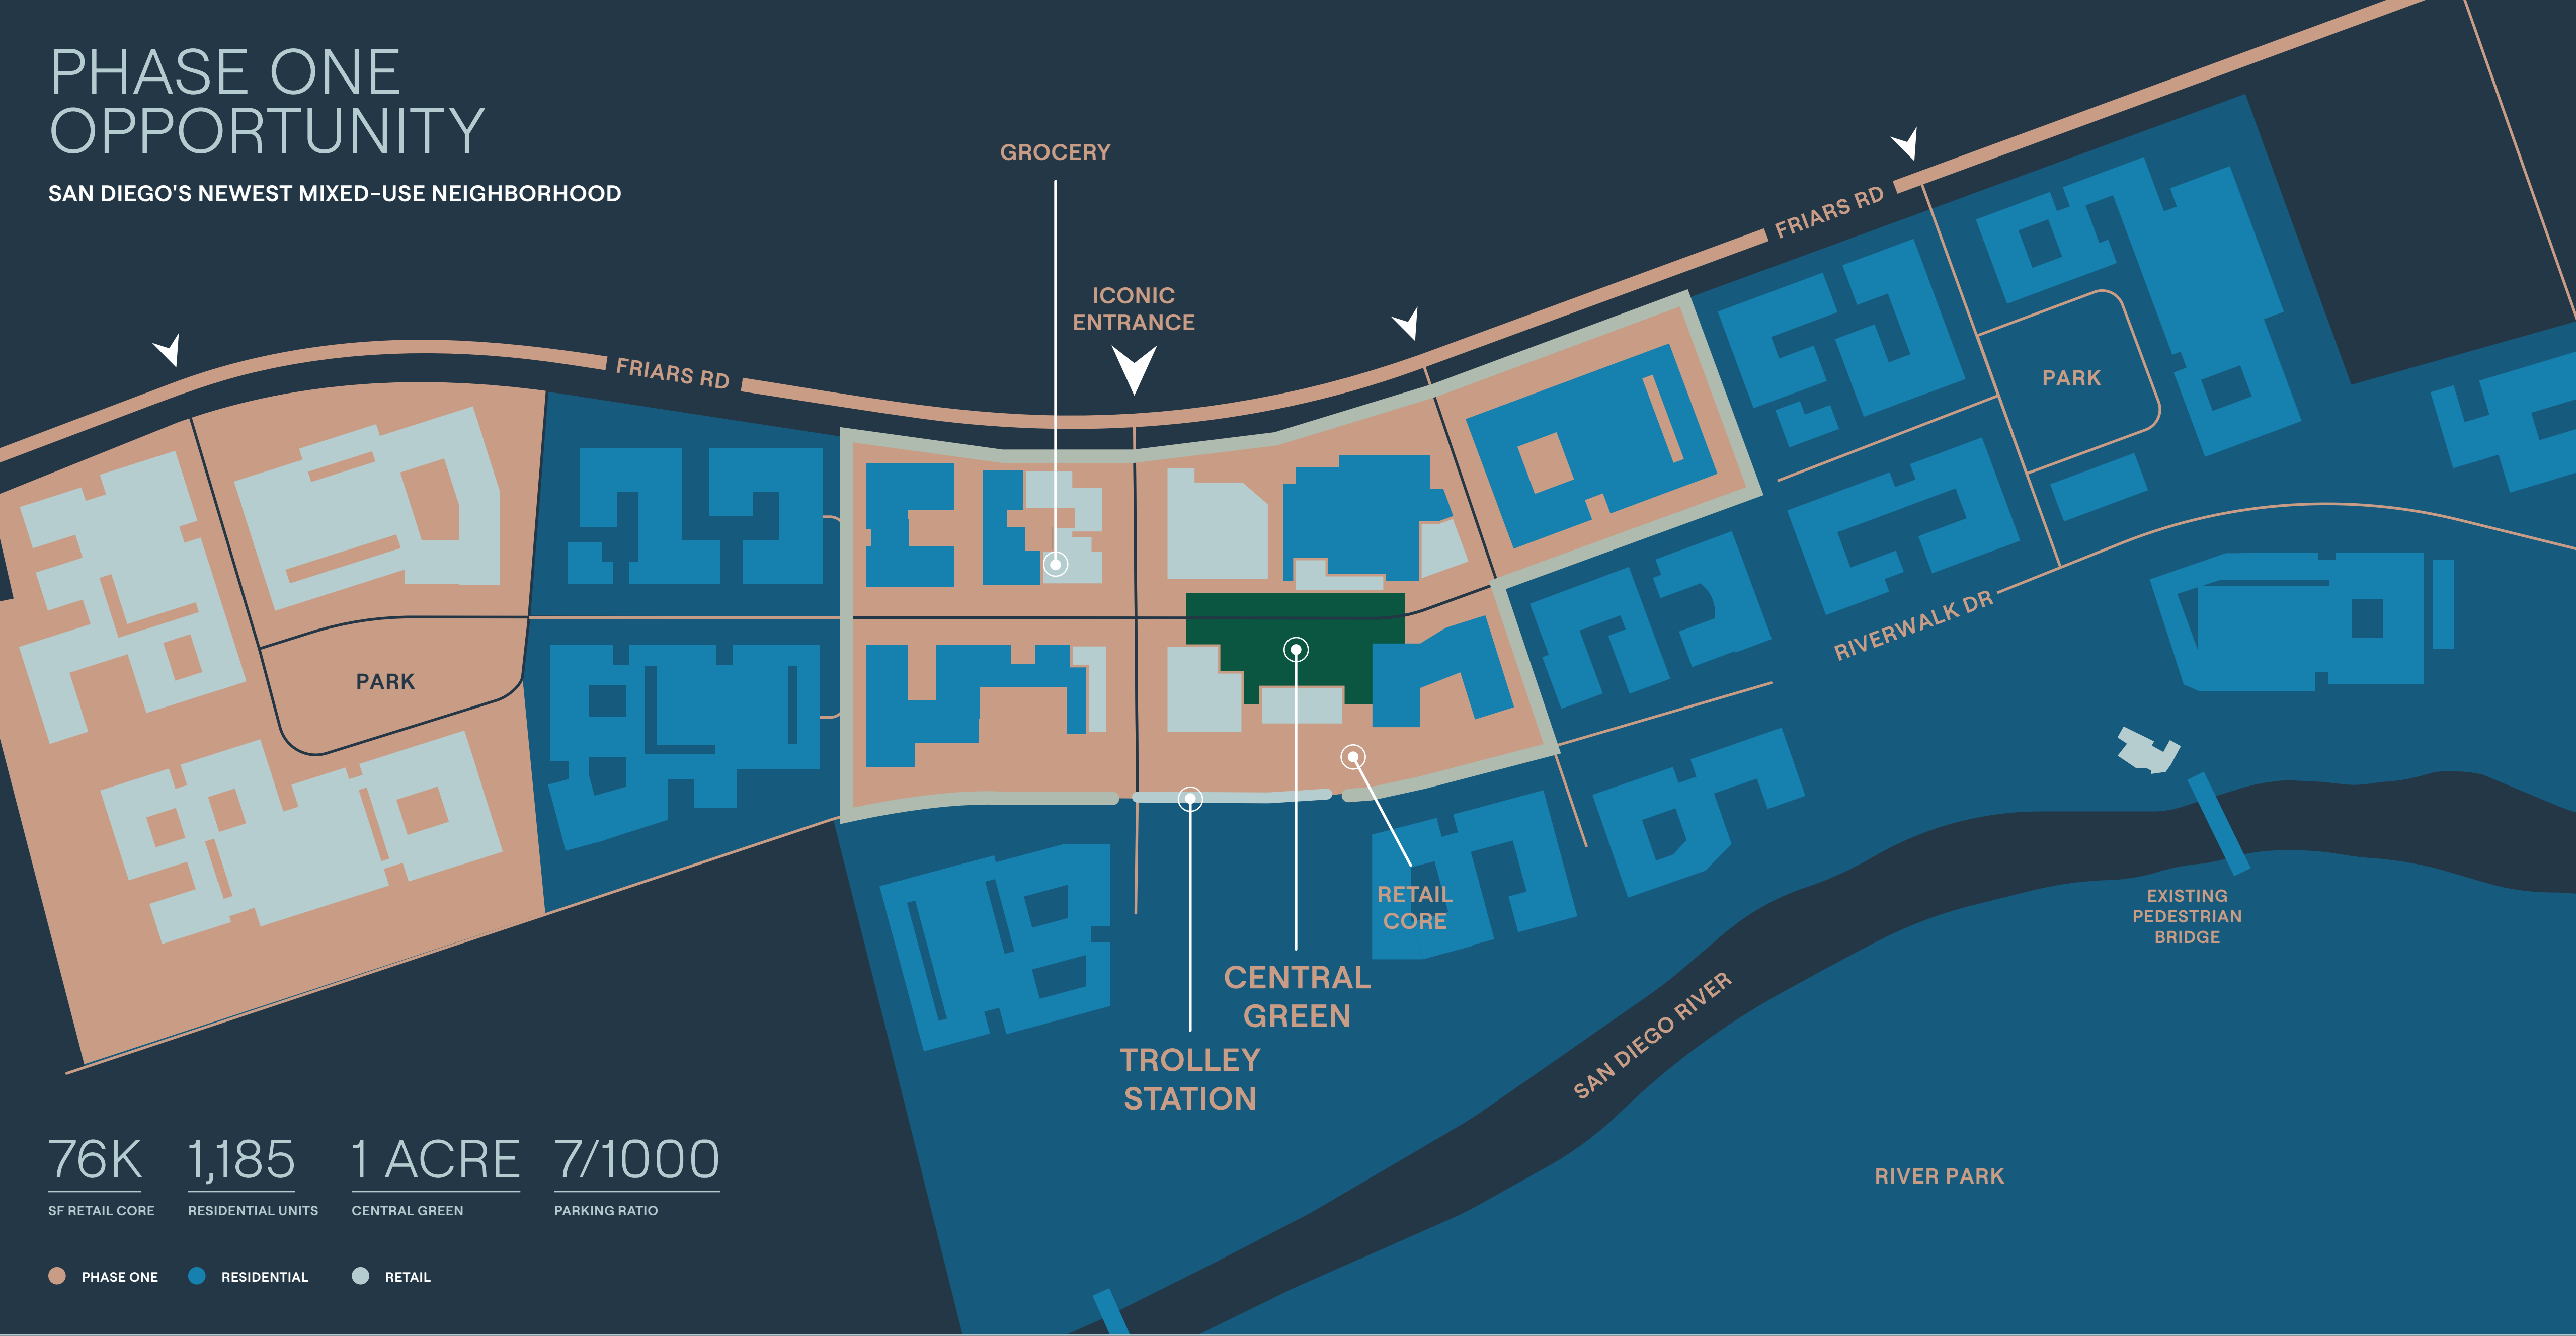 PHASE ONE
OPPORTUNITY
SAN DIEGO'S NEWEST MIXED-USE NEIGHBORHOOD
GROCERY
ICONIC
ENTRANCE
FRIARS RD
FRIARS RD
PARK
PARK
RIVERWALK DR
RETAIL
CORE
CENTRAL
GREEN
TROLLEY
STATION
EXISTING
PEDESTRIAN
BRIDGE
SAN DIEGO RIVER
RIVER PARK
76K
SF RETAIL CORE
1,185
RESIDENTIAL UNITS
1 ACRE
CENTRAL GREEN
7/1000
PARKING RATIO
PHASE ONE
RESIDENTIAL
RETAIL